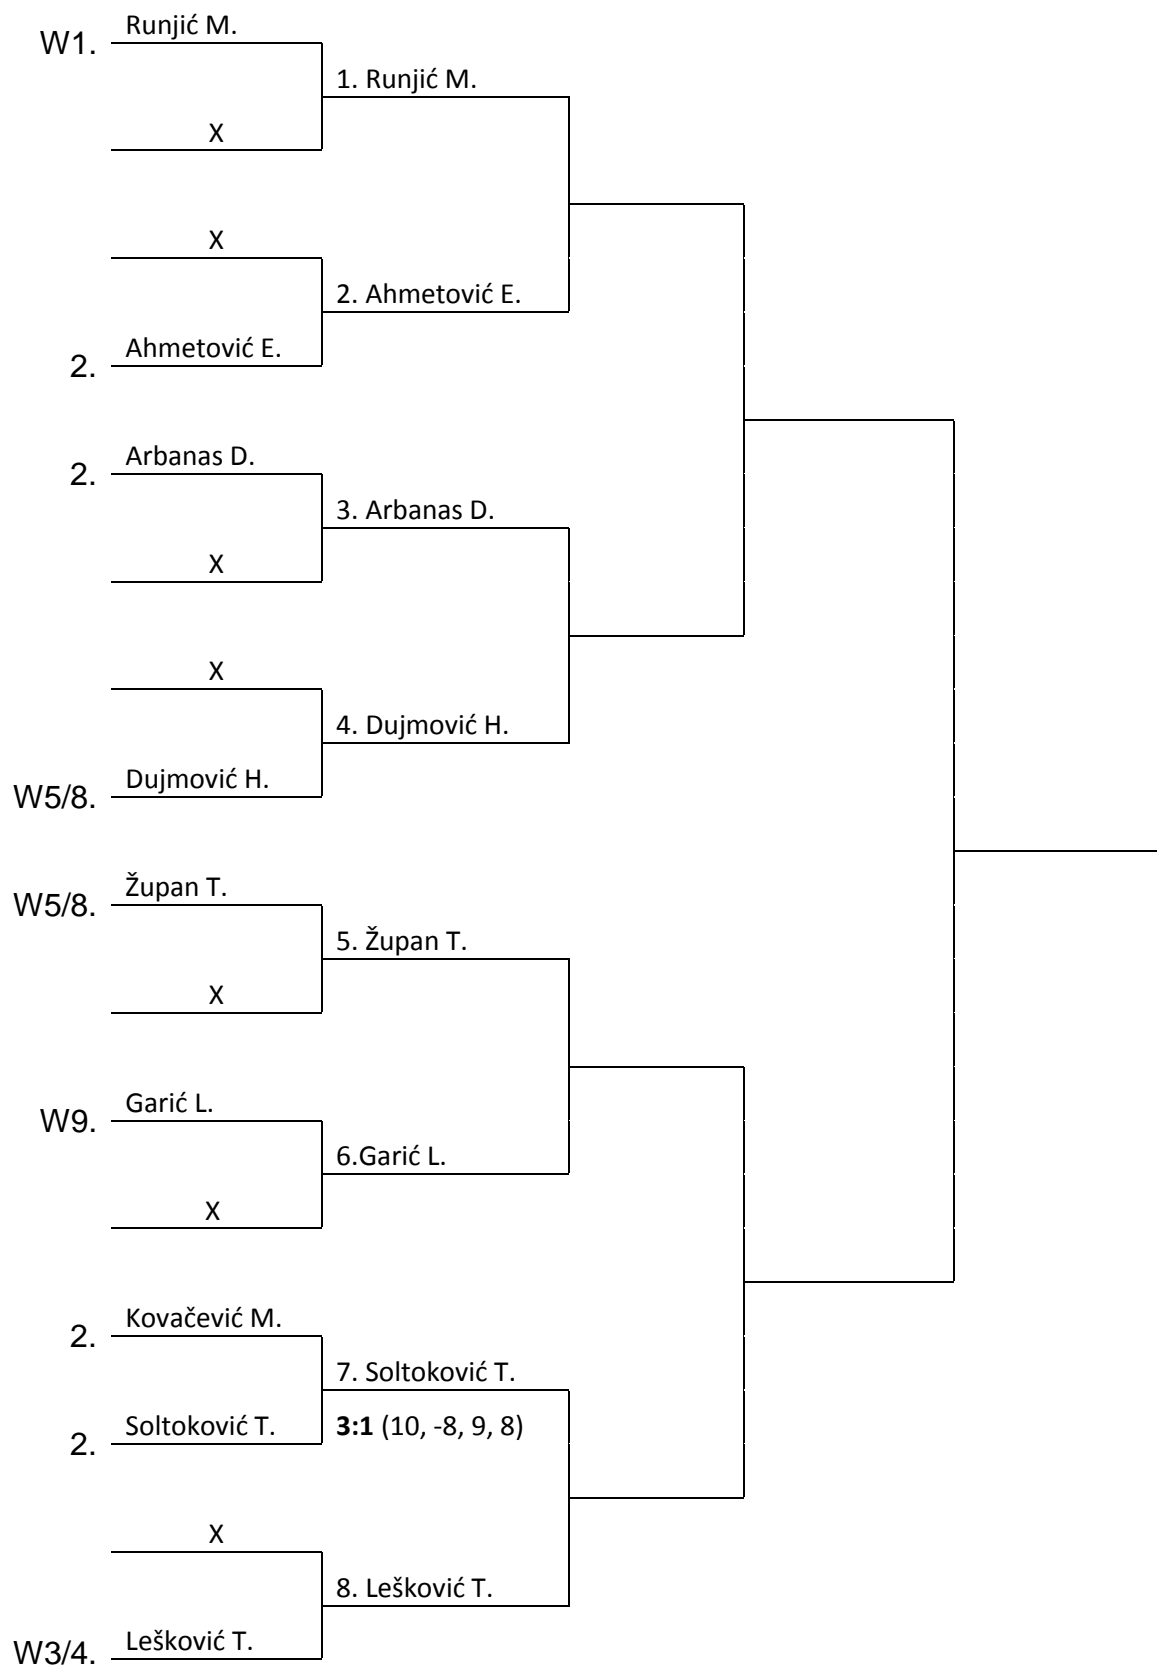 W1. Runjić M.
1. Runjić M.
X
X
2. Ahmetović E.
2. Ahmetović E.
2. Arbanas D.
3. Arbanas D.
X
X
4. Dujmović H.
W5/8. Dujmović H.
W5/8. Župan T.
5. Župan T.
X
W9. Garić L.
6.Garić L.
X
2. Kovačević M.
7. Soltoković T.
2. Soltoković T.
3:1 (10, -8, 9, 8)
X
8. Lešković T.
W3/4. Lešković T.